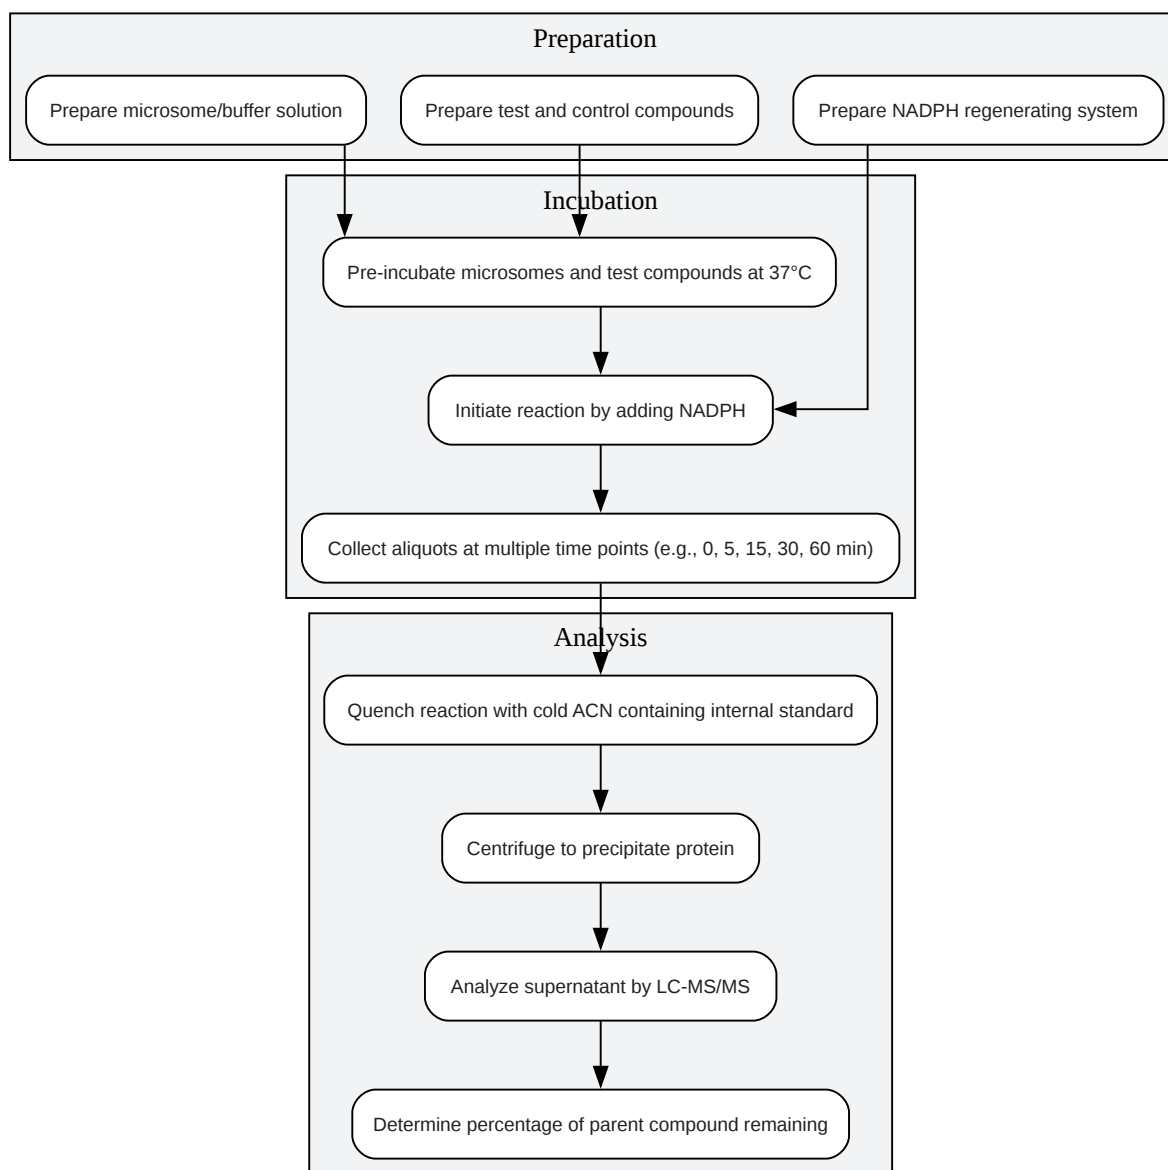 Preparation
Prepare microsome/buffer solution
Prepare test and control compounds
Prepare NADPH regenerating system
Incubation
Pre-incubate microsomes and test compounds at 37°C
Initiate reaction by adding NADPH
Collect aliquots at multiple time points (e.g., 0, 5, 15, 30, 60 min)
Analysis
Quench reaction with cold ACN containing internal standard
Centrifuge to precipitate protein
Analyze supernatant by LC-MS/MS
Determine percentage of parent compound remaining